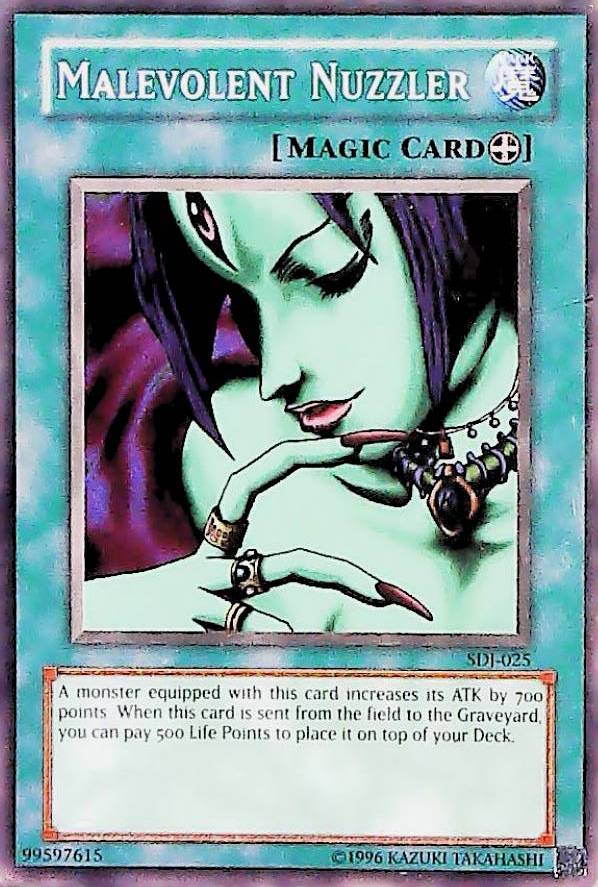 MALEVOLENT NUZZLER 魔
[MAGIC CARD]
SDJ-025
A monster equipped with this card increases its ATK by 700
points. When this card is sent from the field to the Graveyard,
you can pay 500 Life Points to place it on top of your Deck.
99597615
©1996 KAZUKI TAKAHASHI